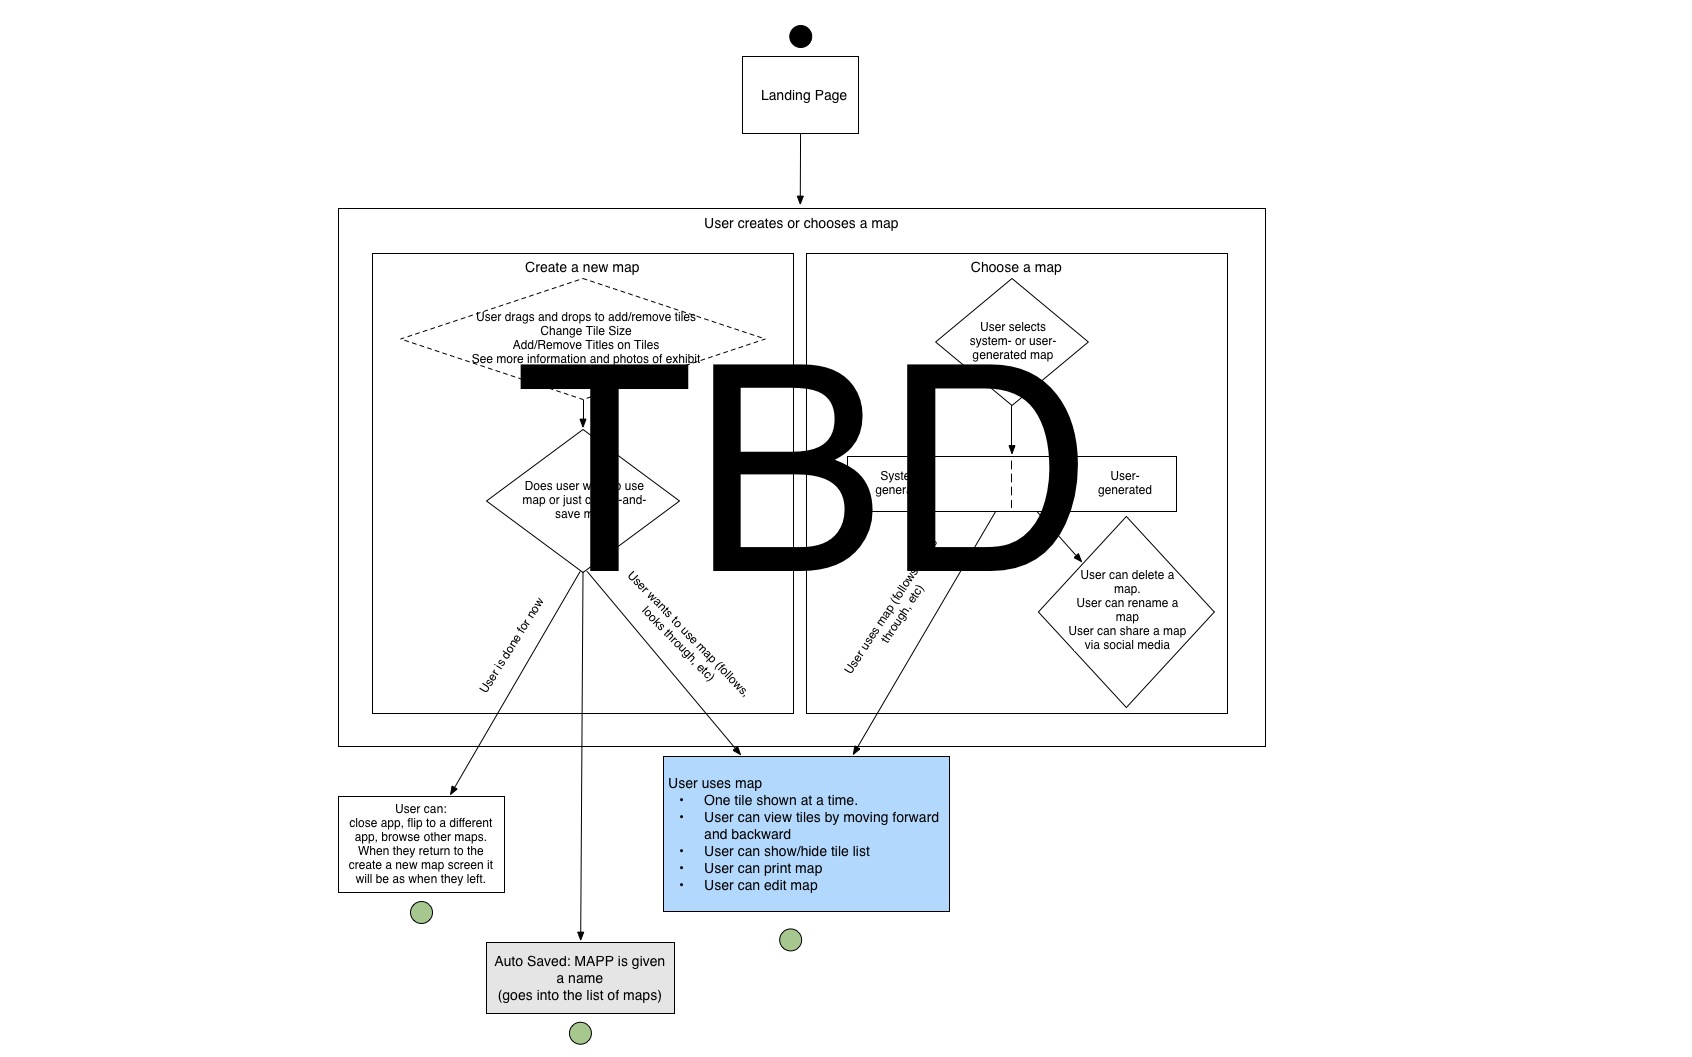 Landing Page
User creates or chooses a map
Create a new map
User drags and drops to add/remove tiles
Change Tile Size
Add/Remove Titles on Tiles
See more information and photos of exhibit
Choose a map
User selects
system- or user-
generated map
TBD
Does user to use
map or just -and-
save
User-
generated
User is done for now
User wants to use map (follows,
looks through, etc)
User uses map (follows
through, etc)
User can delete a
map.
User can rename a
map
User can share a map
via social media
User can:
close app, flip to a different
app, browse other maps.
When they return to the
create a new map screen it
will be as when they left.
User uses map
• One tile shown at a time.
• User can view tiles by moving forward
and backward
• User can show/hide tile list
• User can print map
• User can edit map
Auto Saved: MAPP is given
a name
(goes into the list of maps)